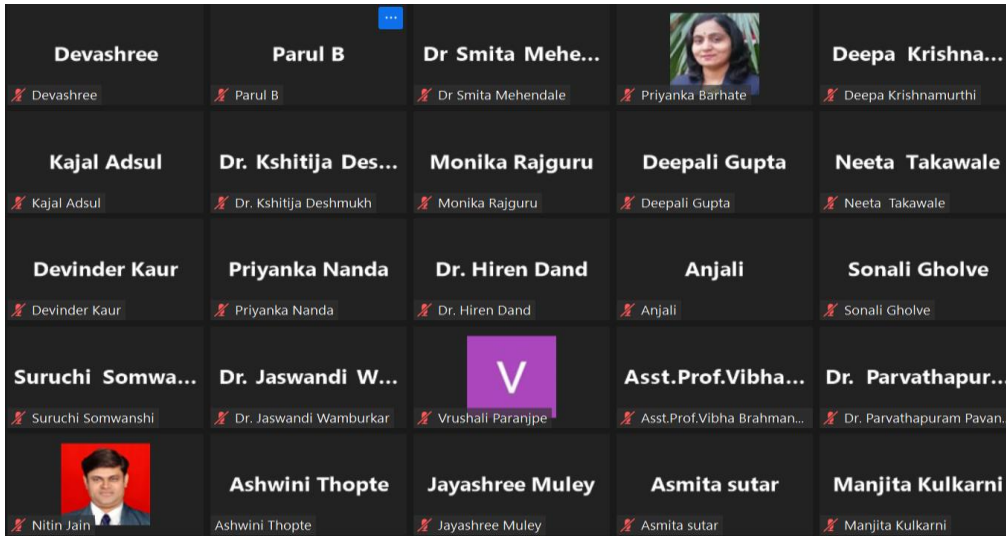 Devashree
Parul B
Dr Smita Mehe...
Deepa Krishna...
Devashree
Parul B
Dr Smita Mehendale
Priyanka Barhate
Deepa Krishnamurthi
Kajal Adsul
Dr. Kshitija Des...
Monika Rajguru
Deepali Gupta
Neeta Takawale
Kajal Adsul
Dr. Kshitija Deshmukh
Monika Rajguru
Deepali Gupta
Neeta Takawale
Devinder Kaur
Priyanka Nanda
Dr. Hiren Dand
Anjali
Sonali Gholve
Devinder Kaur
Priyanka Nanda
Dr. Hiren Dand
Anjali
Sonali Gholve
Suruchi Somwa...
Dr. Jaswandi W...
V
Asst.Prof.Vibha...
Dr. Parvathapur...
Suruchi Somwanshi
Dr. Jaswandi Wamburkar
Vrushali Paranjpe
Asst.Prof.Vibha Brahman...
Dr. Parvathapuram Pavan...
Ashwini Thopte
Jayashree Muley
Asmita sutar
Manjita Kulkarni
Nitin Jain
Ashwini Thopte
Jayashree Muley
Asmita sutar
Manjita Kulkarni